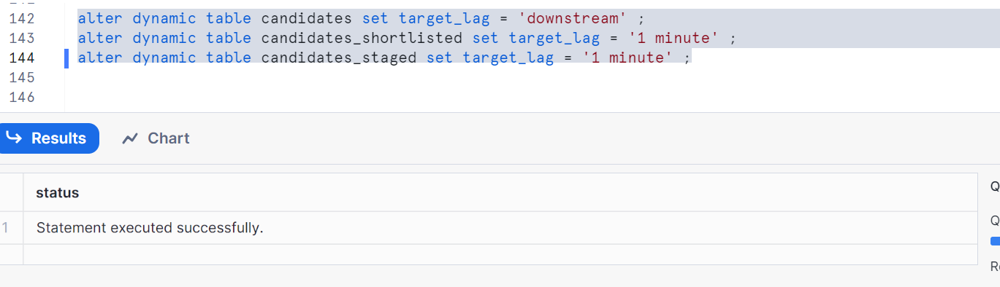 142 alter dynamic table candidates set target_lag = 'downstream' ;
143 alter dynamic table candidates_shortlisted set target_lag = '1 minute' ;
144 alter dynamic table candidates_staged set target_lag = '1 minute' ;
145
146
Results Chart
status
Q
1 Statement executed successfully.
Q